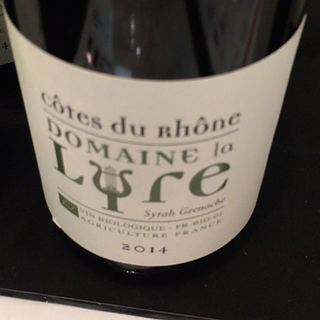 Côtes du Rhône
DOMAINE la
Lyre
Syrah Grenache
VIN BIOLOGIQUE - FR-BIO-01
AGRICULTURE FRANCE
2014